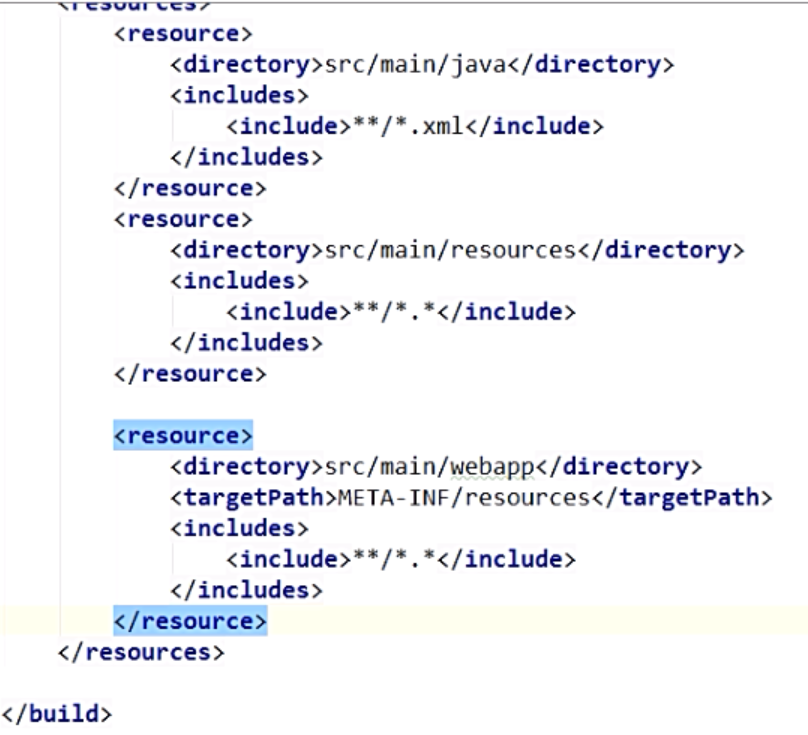 <resources>
<resource>
<directory>src/main/java</directory>
<includes>
<include>**/*.xml</include>
</includes>
</resource>
<resource>
<directory>src/main/resources</directory>
<includes>
<include>**/*.*</include>
</includes>
</resource>
<resource>
<directory>src/main/webapp</directory>
<targetPath>META-INF/resources</targetPath>
<includes>
<include>**/*.*</include>
</includes>
</resource>
</resources>
</build>